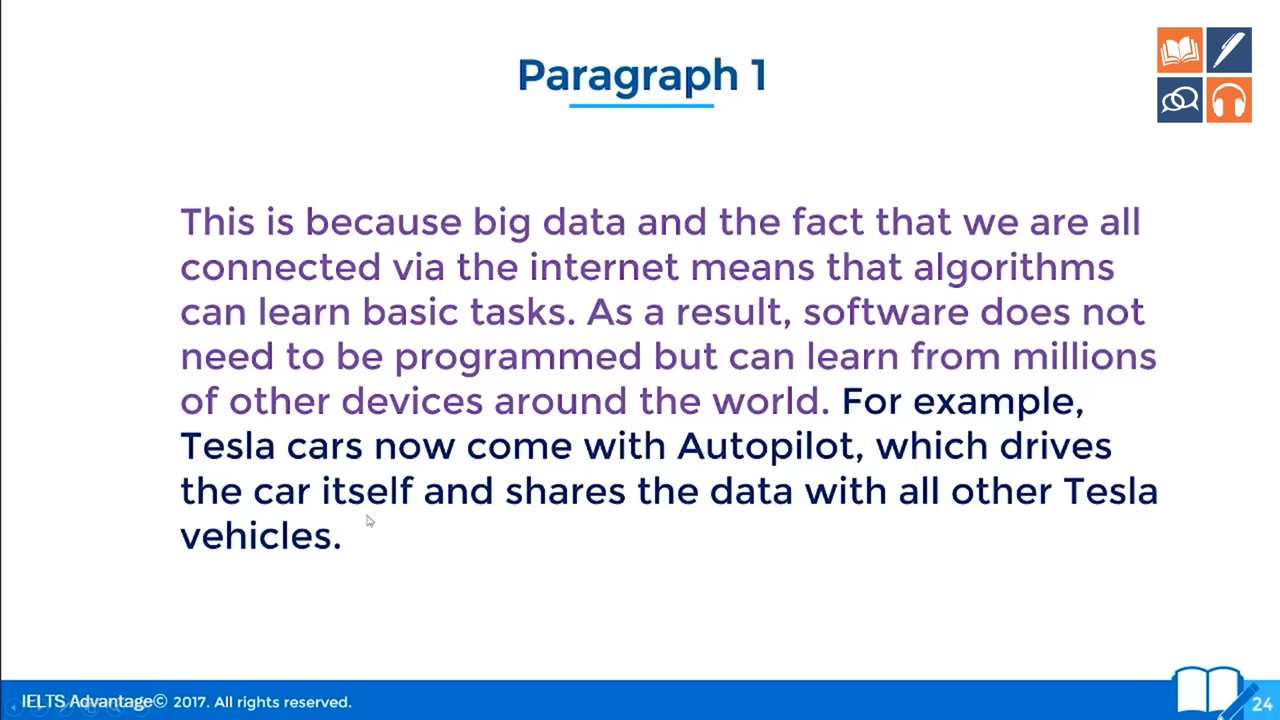 Paragraph 1
This is because big data and the fact that we are all
connected via the internet means that algorithms
can learn basic tasks. As a result, software does not
need to be programmed but can learn from millions
of other devices around the world. For example,
Tesla cars now come with Autopilot, which drives
the car itself and shares the data with all other Tesla
vehicles.
IELTS Advantage© 2017. All rights reserved.
24